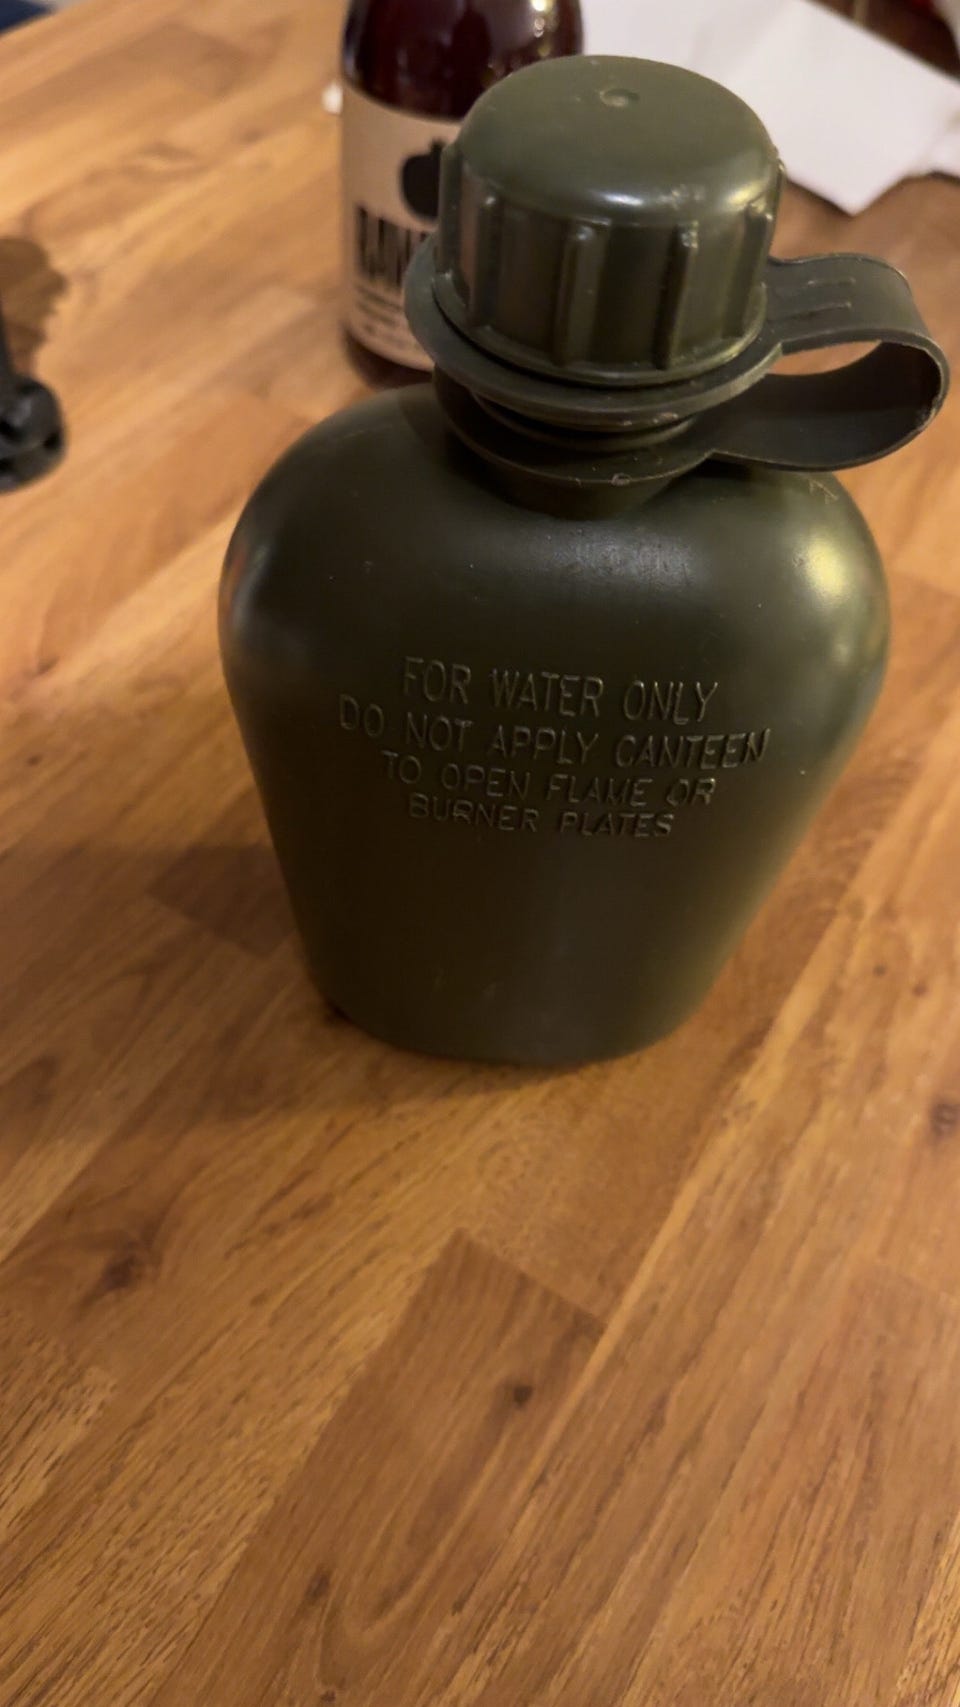 FOR WATER ONLY
DO NOT APPLY CANTEEN
TO OPEN FLAME OR
BURNER PLATES